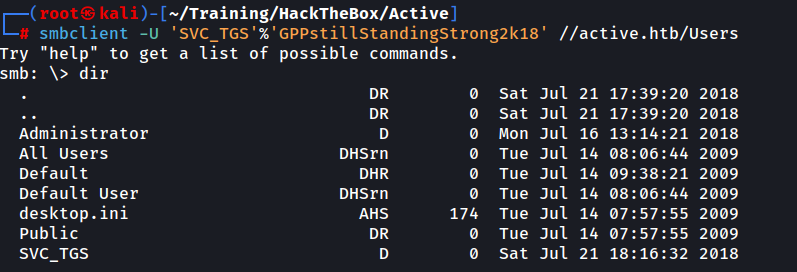 (root㉿kali)-[~/Training/HackTheBox/Active]
# smbclient -U 'SVC_TGS'%'GPPstillStandingStrong2k18' //active.htb/Users
Try "help" to get a list of possible commands.
smb: \> dir
. DR 0 Sat Jul 21 17:39:20 2018
.. DR 0 Sat Jul 21 17:39:20 2018
Administrator D 0 Mon Jul 16 13:14:21 2018
All Users DHSrn 0 Tue Jul 14 08:06:44 2009
Default DHR 0 Tue Jul 14 09:38:21 2009
Default User DHSrn 0 Tue Jul 14 08:06:44 2009
desktop.ini AHS 174 Tue Jul 14 07:57:55 2009
Public DR 0 Tue Jul 14 07:57:55 2009
SVC_TGS D 0 Sat Jul 21 18:16:32 2018